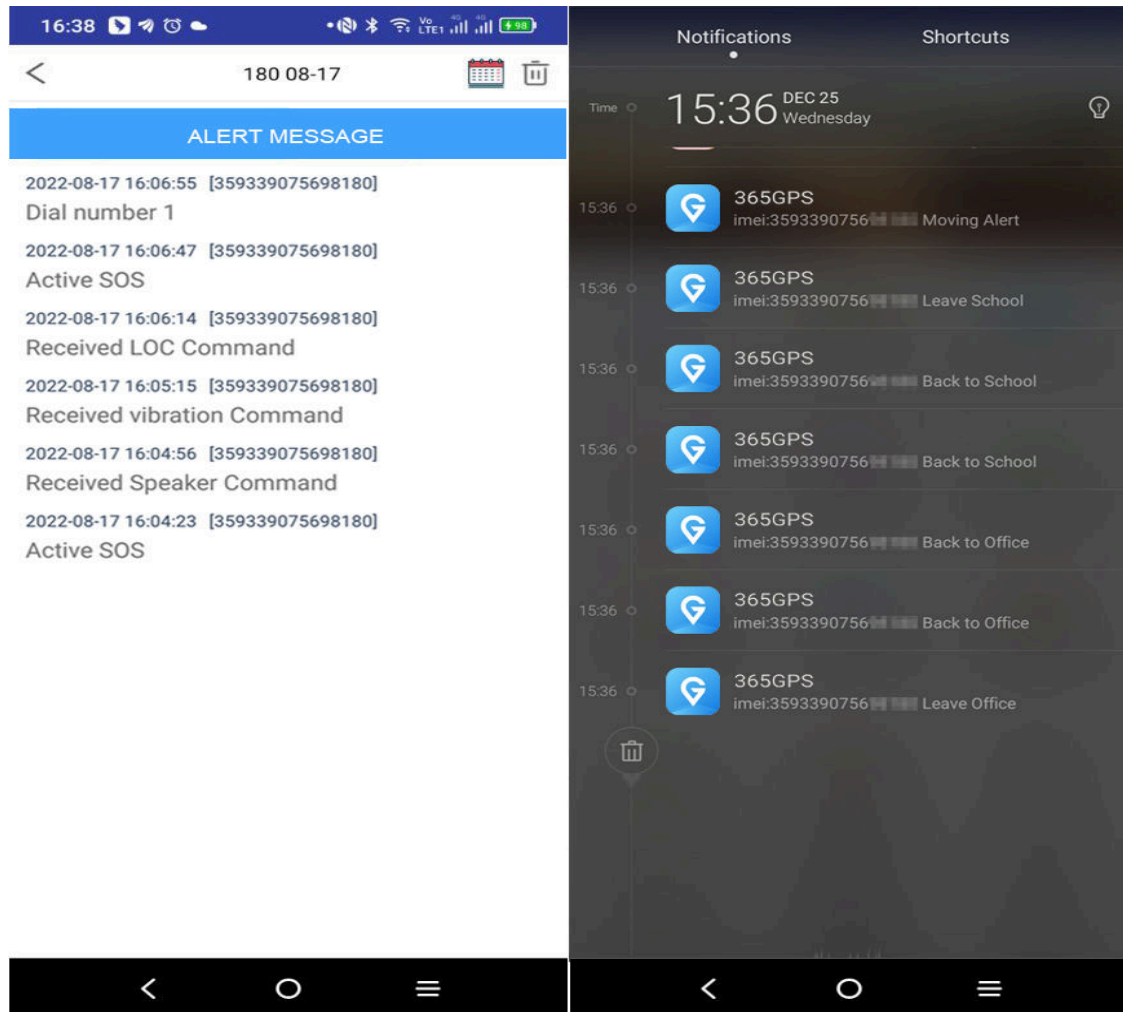 16:38
Vo
LTE1
4G
4G
98
180 08-17
ALERT MESSAGE
2022-08-17 16:06:55 [359339075698180]
Dial number 1
2022-08-17 16:06:47 [359339075698180]
Active SOS
2022-08-17 16:06:14 [359339075698180]
Received LOC Command
2022-08-17 16:05:15 [359339075698180]
Received vibration Command
2022-08-17 16:04:56 [359339075698180]
Received Speaker Command
2022-08-17 16:04:23 [359339075698180]
Active SOS
Notifications Shortcuts
Time 15:36 DEC 25
Wednesday
15:36 365GPS
imei:3593390756 Moving Alert
15:36 365GPS
imei:3593390756 Leave School
15:36 365GPS
imei:3593390756 Back to School
15:36 365GPS
imei:3593390756 Back to School
15:36 365GPS
imei:3593390756 Back to Office
15:36 365GPS
imei:3593390756 Back to Office
15:36 365GPS
imei:3593390756 Leave Office